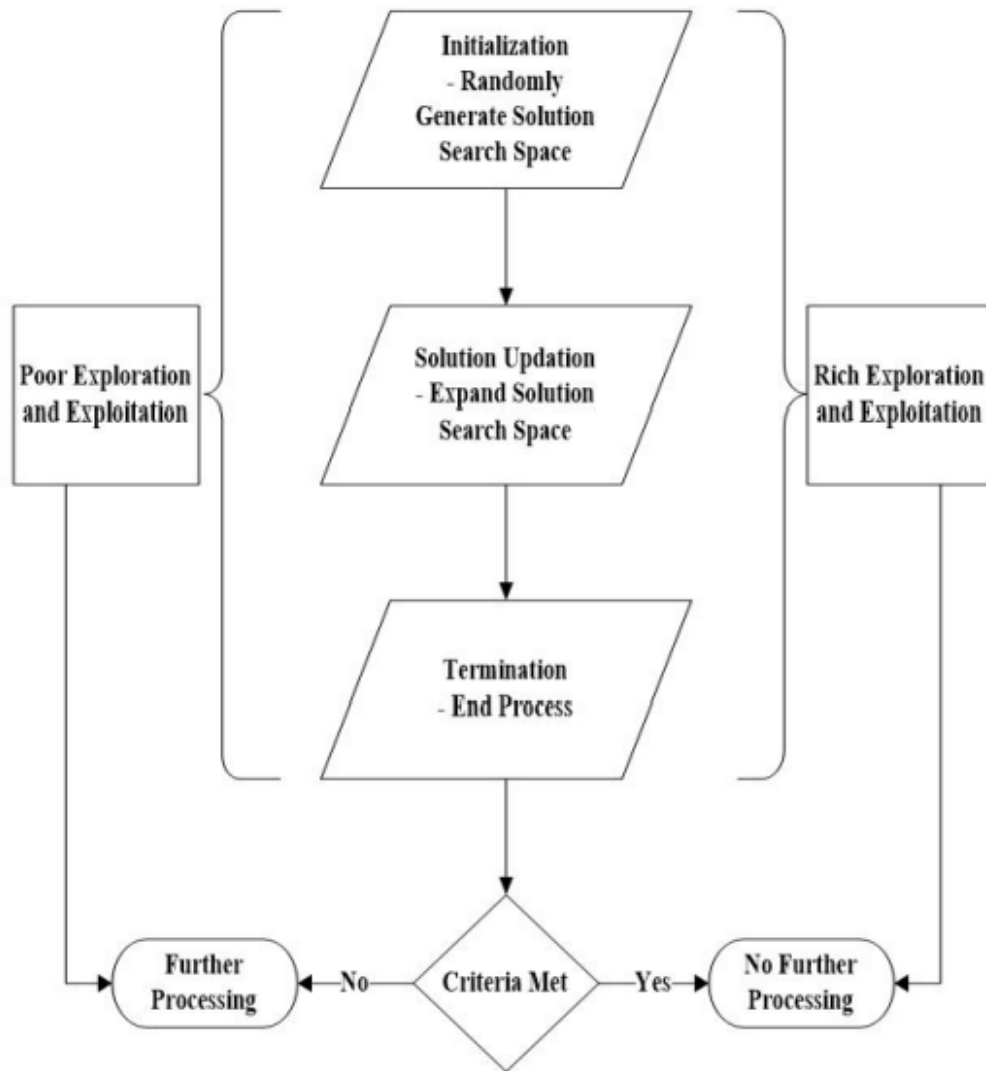 Initialization
- Randomly
Generate Solution
Search Space
Poor Exploration
and Exploitation
Solution Updation
- Expand Solution
Search Space
Rich Exploration
and Exploitation
Termination
- End Process
Further
Processing
No
Criteria Met
Yes
No Further
Processing